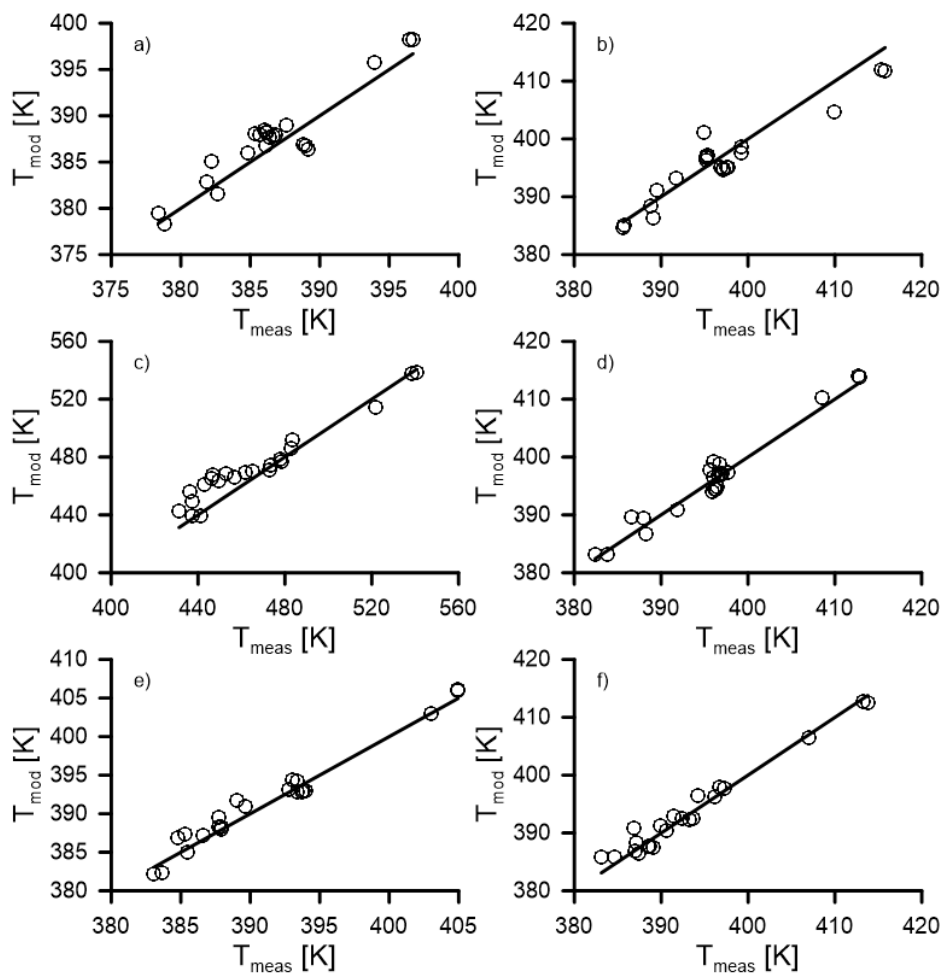 400
395
390
385
380
375
T_mod [K]
a)
375 380 385 390 395 400
T_meas [K]
420
410
400
390
380
T_mod [K]
b)
380 390 400 410 420
T_meas [K]
560
520
480
440
400
T_mod [K]
c)
400 440 480 520 560
T_meas [K]
420
410
400
390
380
T_mod [K]
d)
380 390 400 410 420
T_meas [K]
410
405
400
395
390
385
380
T_mod [K]
e)
380 385 390 395 400 405
T_meas [K]
420
410
400
390
380
T_mod [K]
f)
380 390 400 410 420
T_meas [K]